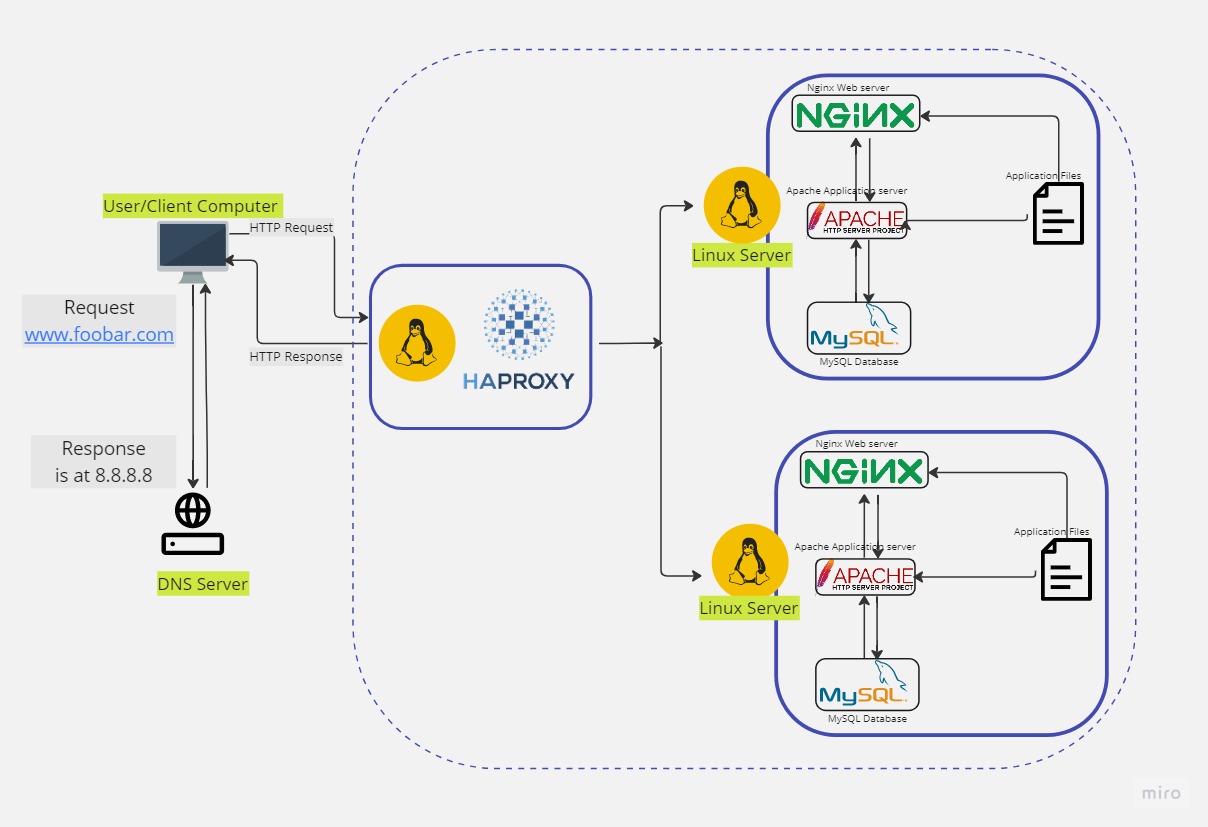 User/Client Computer
HTTP Request
Request
www.foobar.com
HTTP Response
Response
is at 8.8.8.8
DNS Server
HAPROXY
Linux Server
Nginx Web server
NGINX
Apache Application server
APACHE
HTTP SERVER PROJECT
Application Files
MySQL
MySQL Database
Linux Server
Nginx Web server
NGINX
Apache Application server
APACHE
HTTP SERVER PROJECT
Application Files
MySQL
MySQL Database
miro